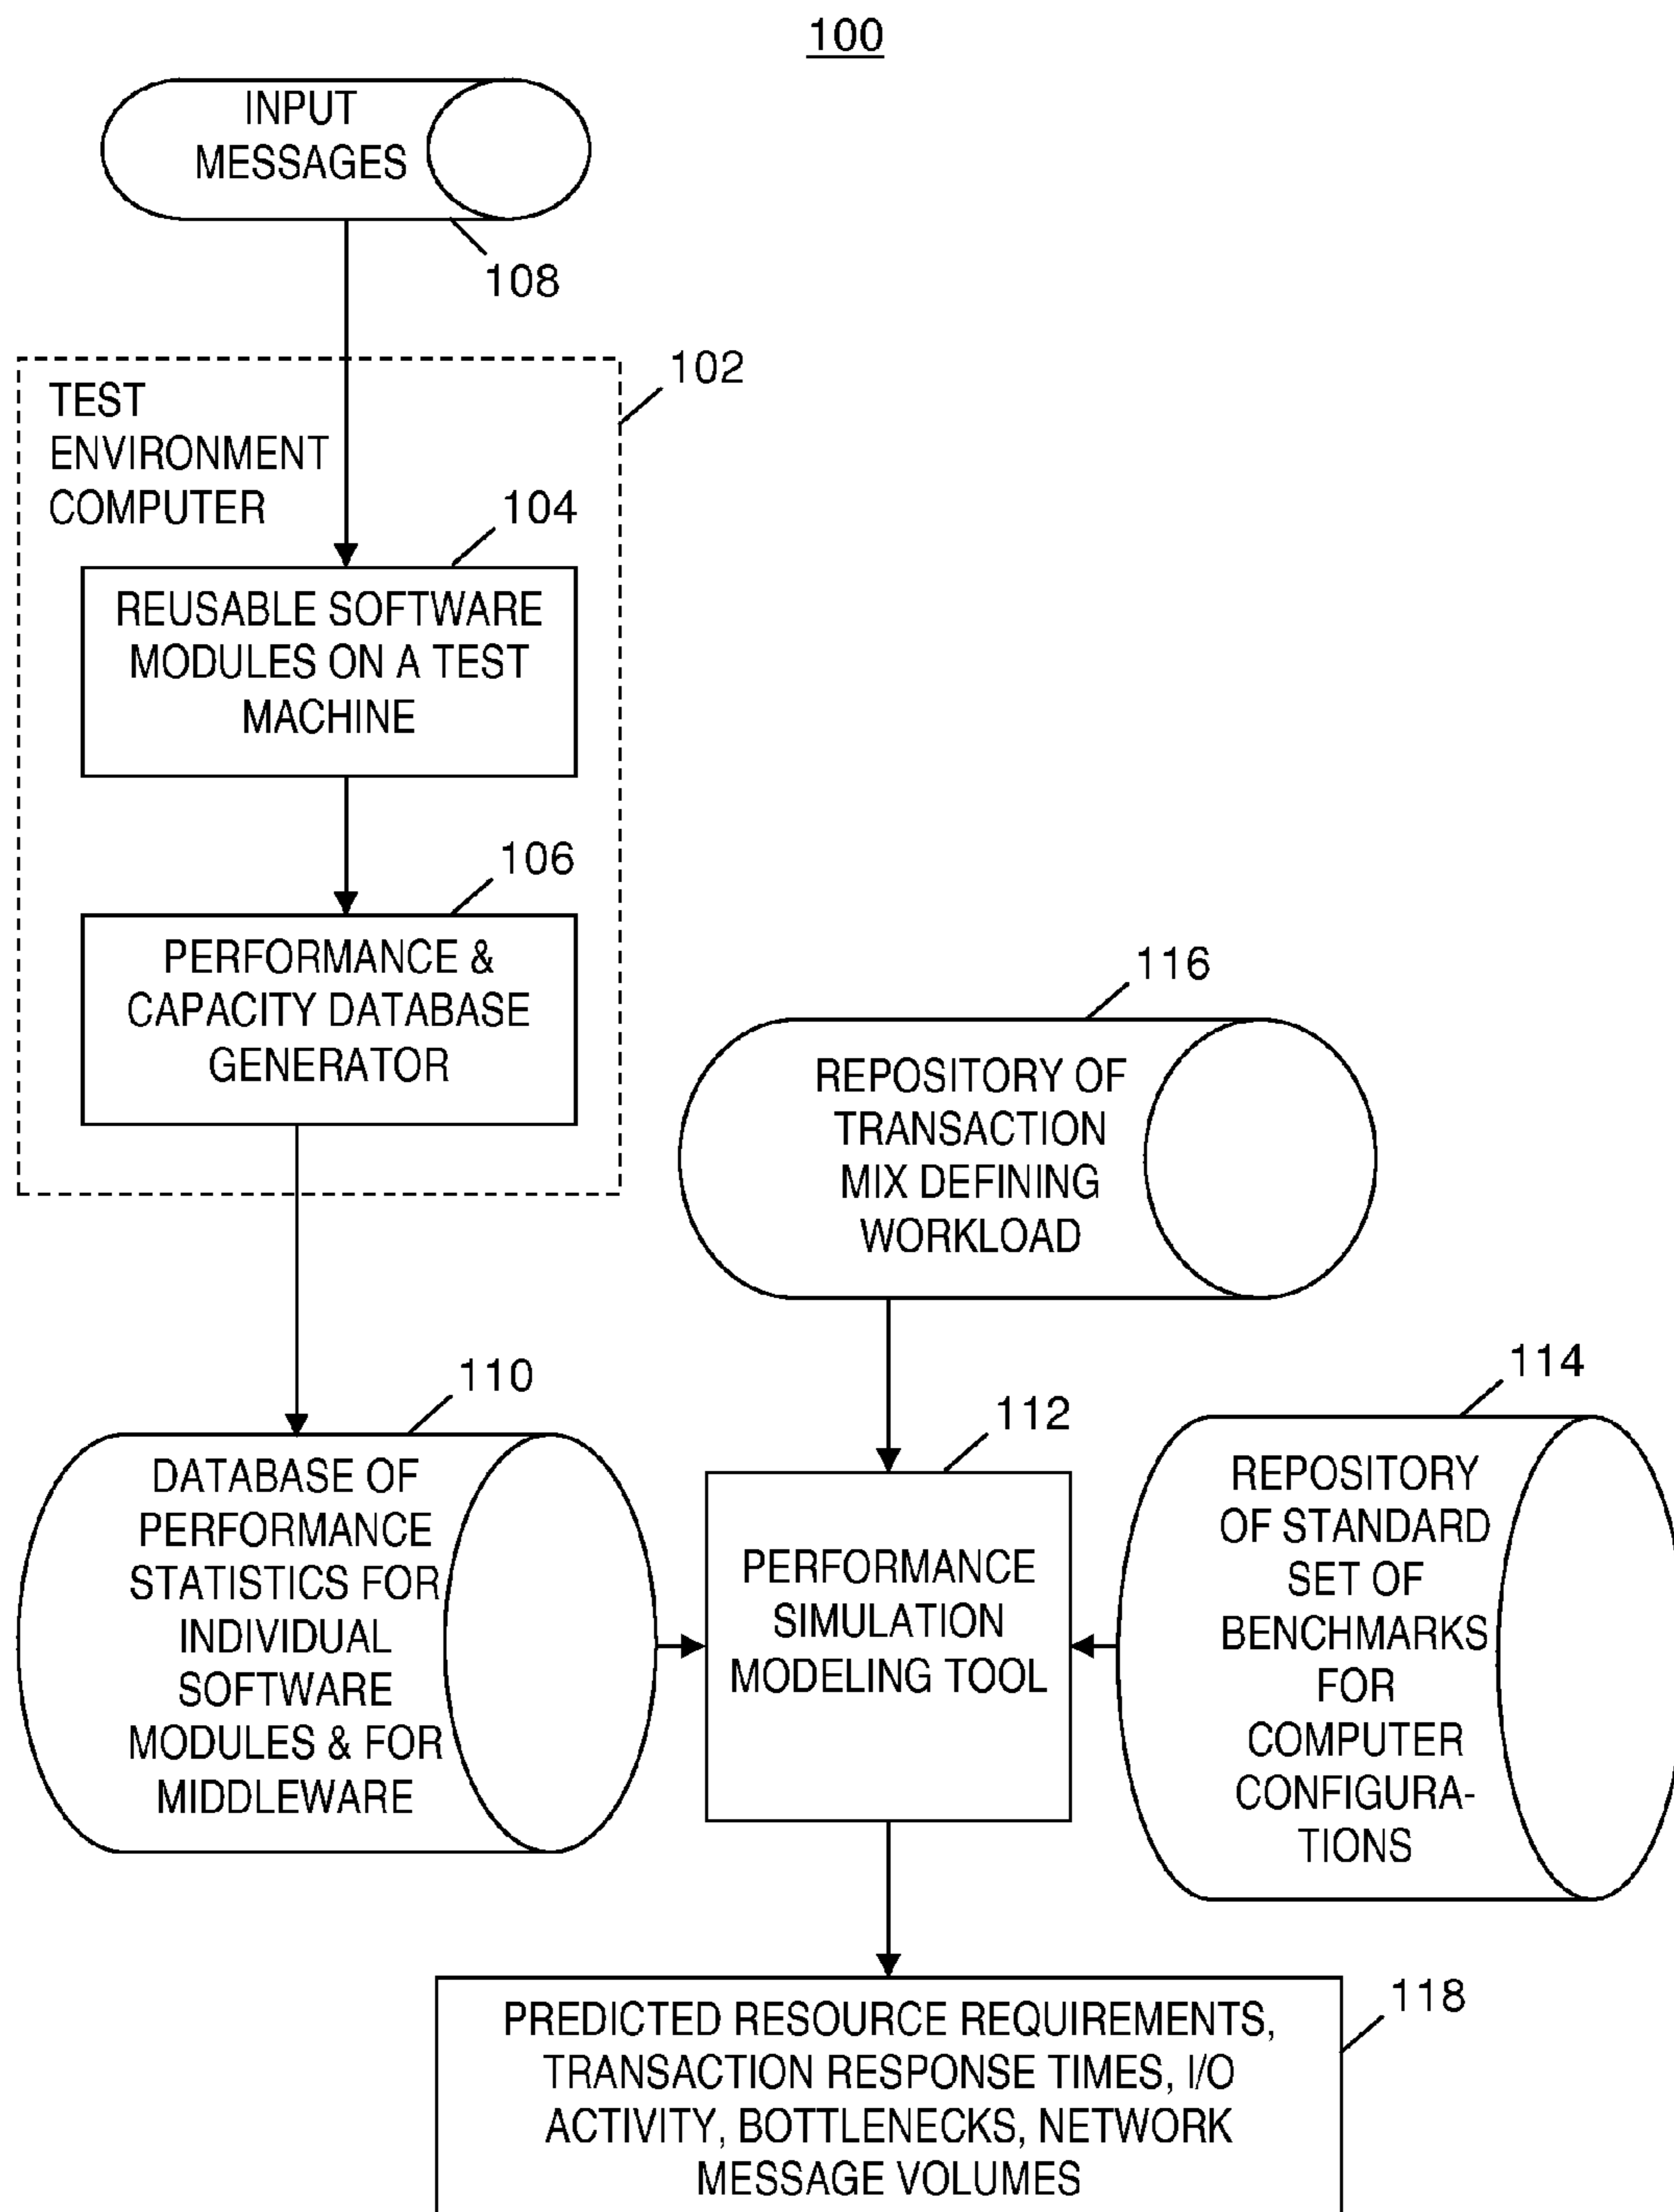 100
INPUT
MESSAGES
108
102
TEST
ENVIRONMENT
COMPUTER
104
REUSABLE SOFTWARE
MODULES ON A TEST
MACHINE
106
PERFORMANCE &
CAPACITY DATABASE
GENERATOR
116
REPOSITORY OF
TRANSACTION
MIX DEFINING
WORKLOAD
110
DATABASE OF
PERFORMANCE
STATISTICS FOR
INDIVIDUAL
SOFTWARE
MODULES & FOR
MIDDLEWARE
112
PERFORMANCE
SIMULATION
MODELING TOOL
114
REPOSITORY
OF STANDARD
SET OF
BENCHMARKS
FOR
COMPUTER
CONFIGURA-
TIONS
118
PREDICTED RESOURCE REQUIREMENTS,
TRANSACTION RESPONSE TIMES, I/O
ACTIVITY, BOTTLENECKS, NETWORK
MESSAGE VOLUMES